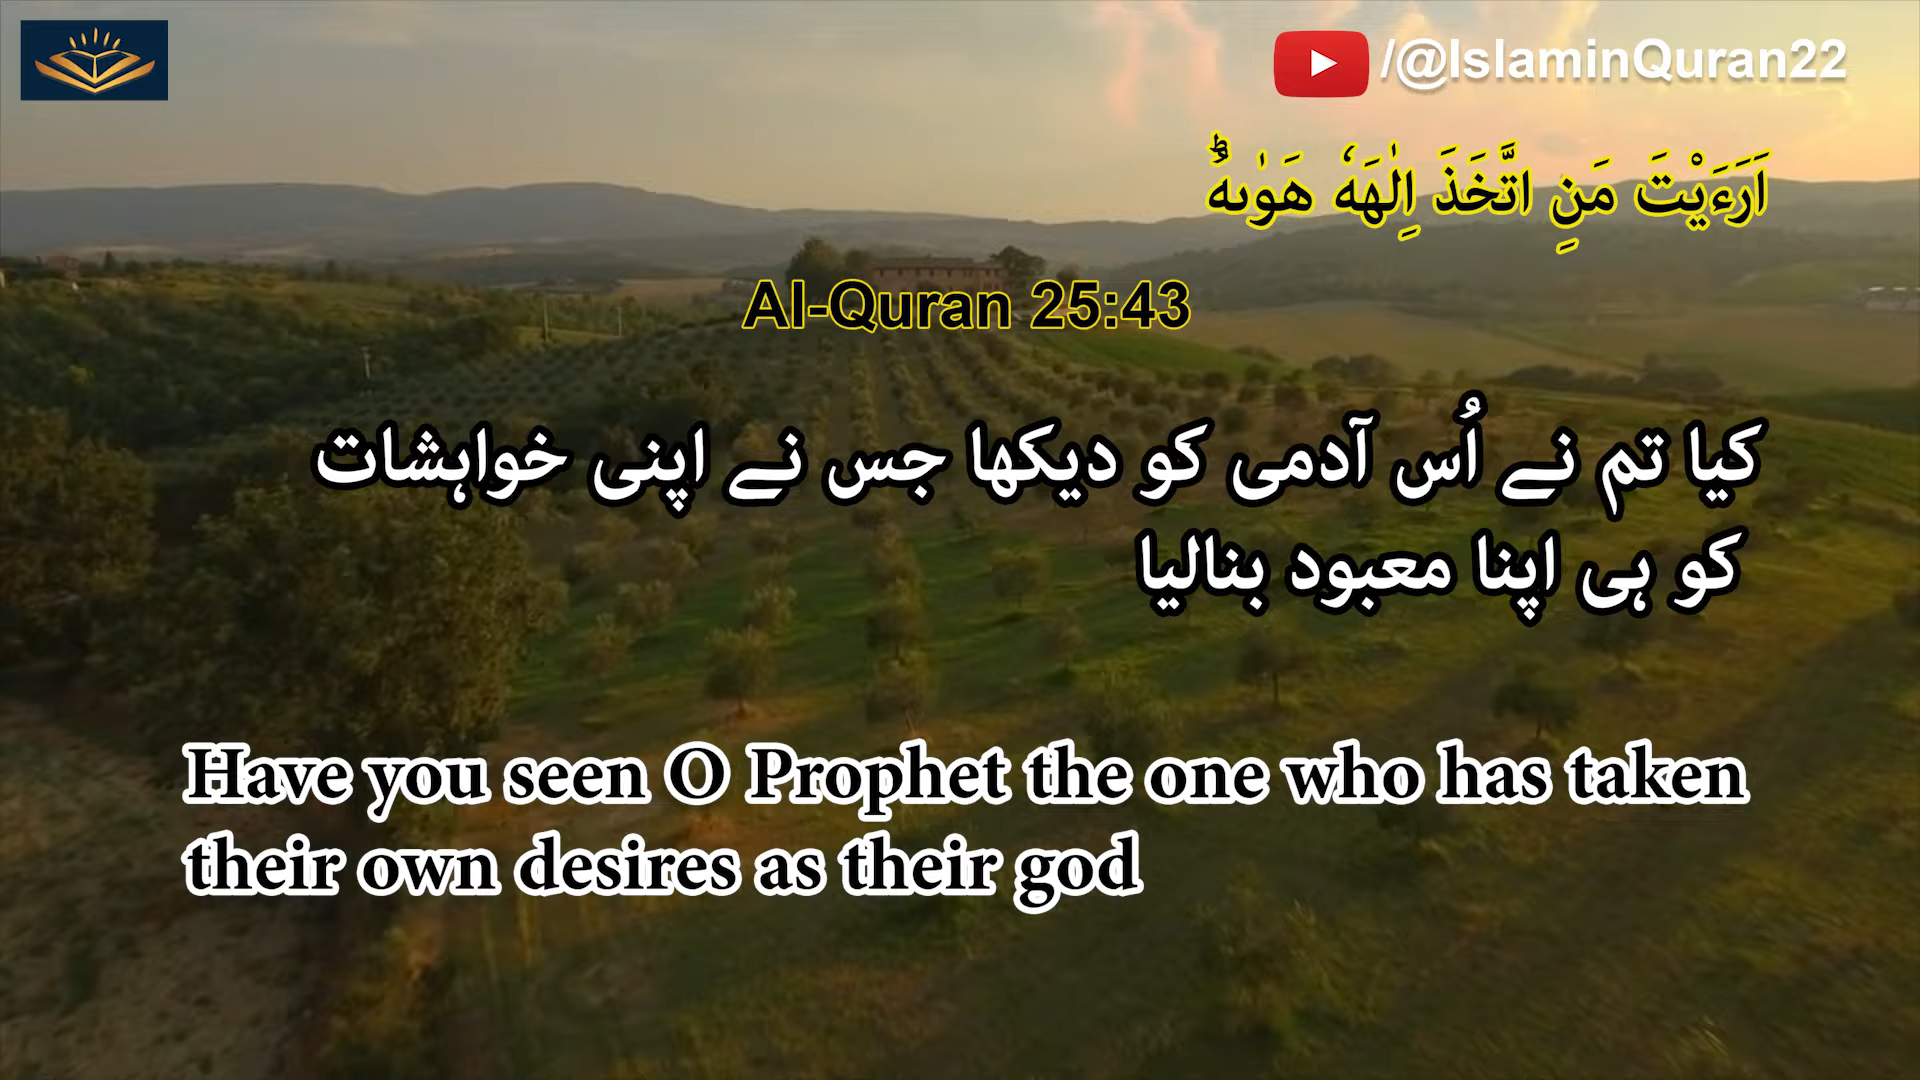 /@IslaminQuran22
اَرَءَيْتَ مَنِ اتَّخَذَ اِلٰهَهٗ هَوٰٮهُ ؕ
Al-Quran 25:43
کیا تم نے اُس آدمی کو دیکھا جس نے اپنی خواہشات
کو ہی اپنا معبود بنالیا
Have you seen O Prophet the one who has taken
their own desires as their god